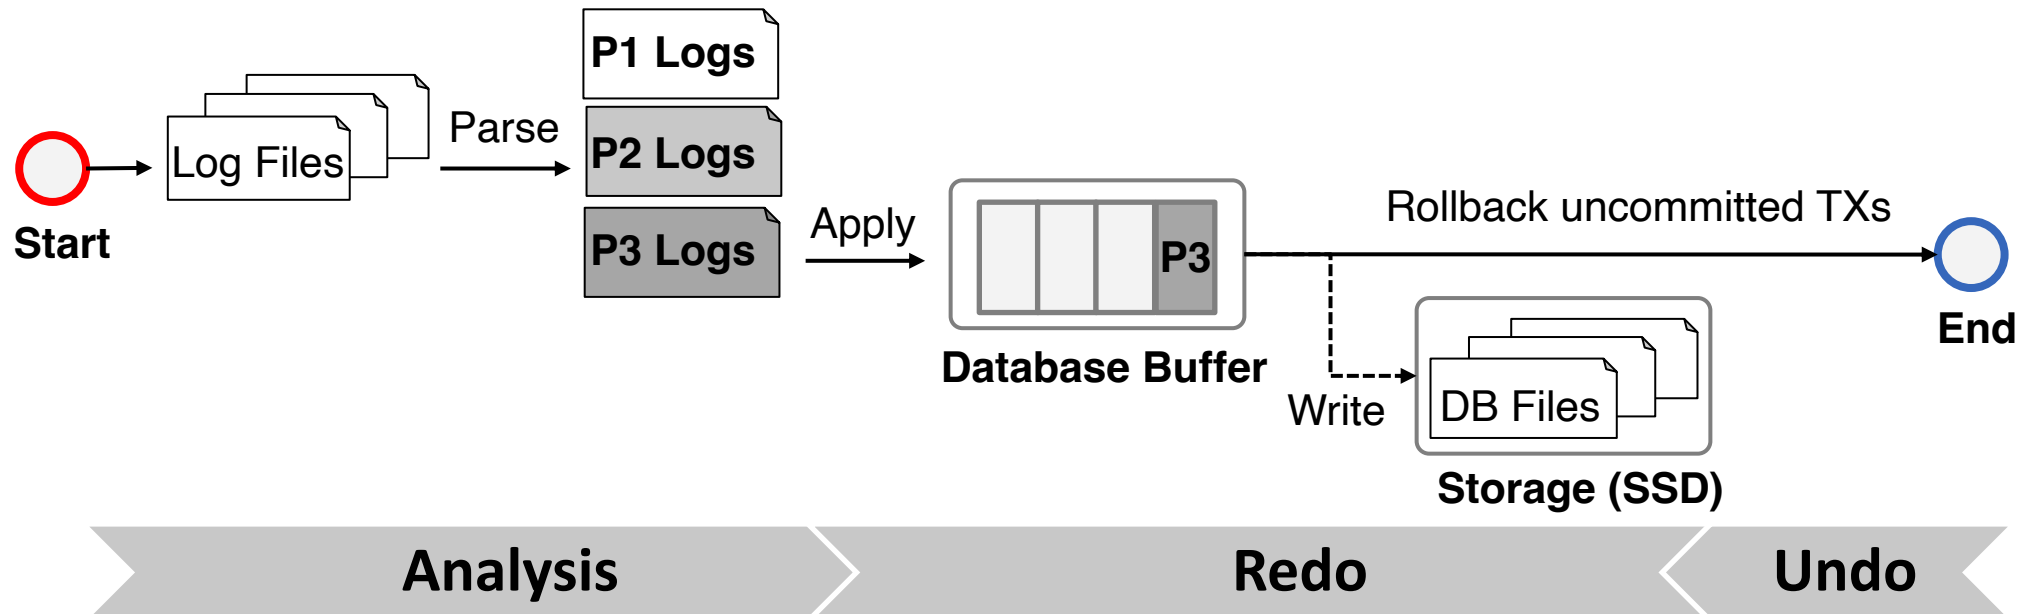 Start
Log Files
Parse
P1 Logs
P2 Logs
P3 Logs
Apply
P3
Database Buffer
Rollback uncommitted TXs
Write
DB Files
Storage (SSD)
End
Analysis
Redo
Undo